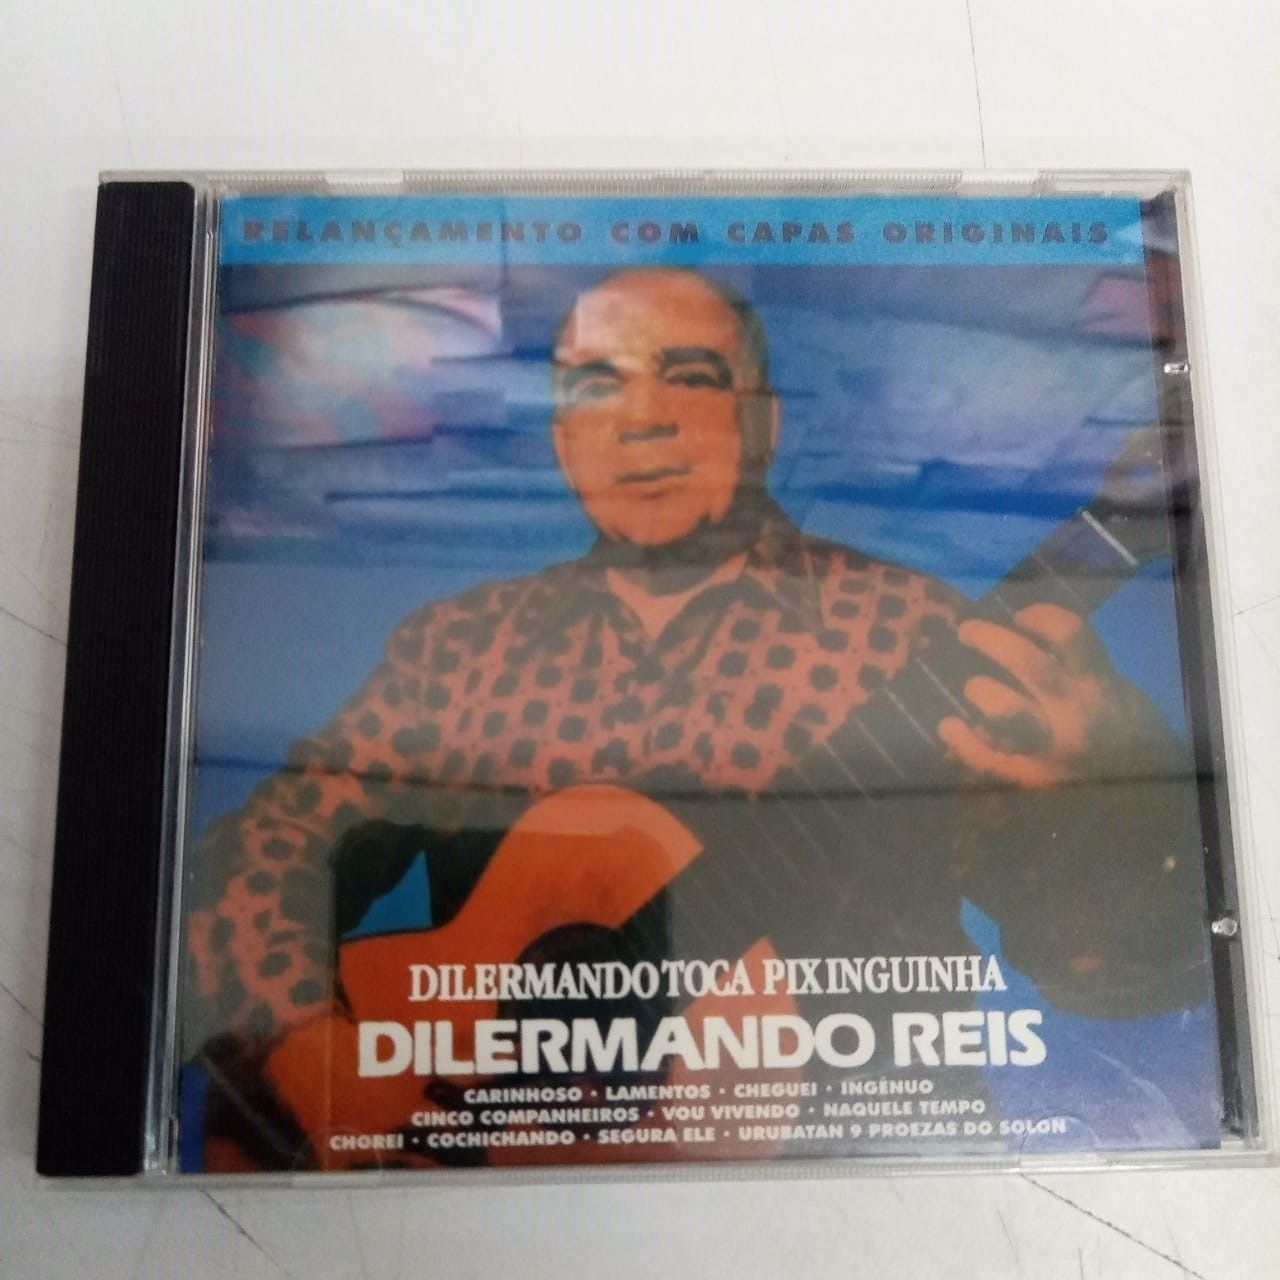 RELANÇAMENTO COM CAPAS ORIGINAIS
DILERMANDO TOCA PIXINGUINHA
DILERMANDO REIS
CARINHOSO · LAMENTOS · CHEGUEI · INGÊNUO
CINCO COMPANHEIROS · VOU VIVENDO · NAQUELE TEMPO
CHOREI · COCHICHANDO · SEGURA ELE · URUBATAN 9 PROEZAS DO SOLON